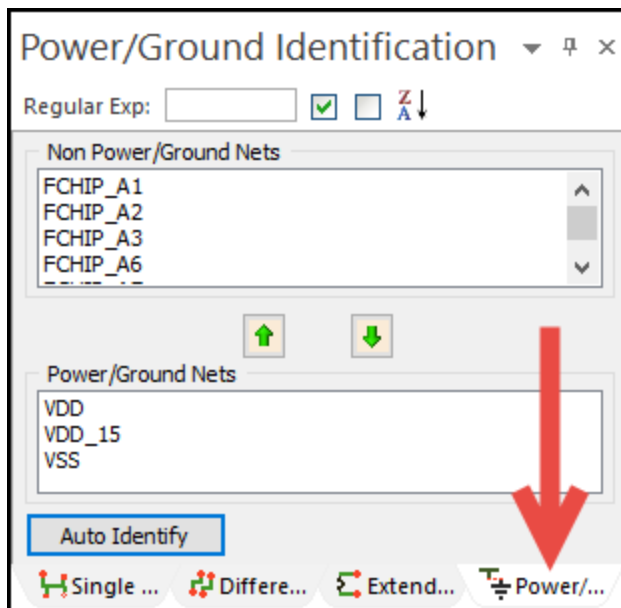 Power/Ground Identification
Regular Exp:
Non Power/Ground Nets
FCHIP_A1
FCHIP_A2
FCHIP_A3
FCHIP_A6
Power/Ground Nets
VDD
VDD_15
VSS
Auto Identify
Single ... Differe... Extend... Power/...